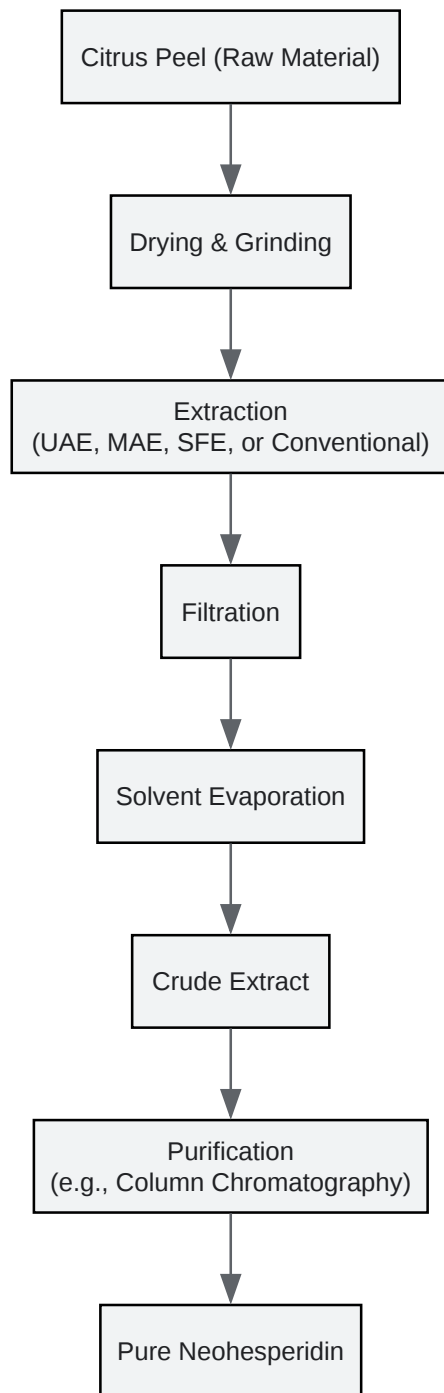 Citrus Peel (Raw Material)
Drying & Grinding
Extraction
(UAE, MAE, SFE, or Conventional)
Filtration
Solvent Evaporation
Crude Extract
Purification
(e.g., Column Chromatography)
Pure Neohesperidin